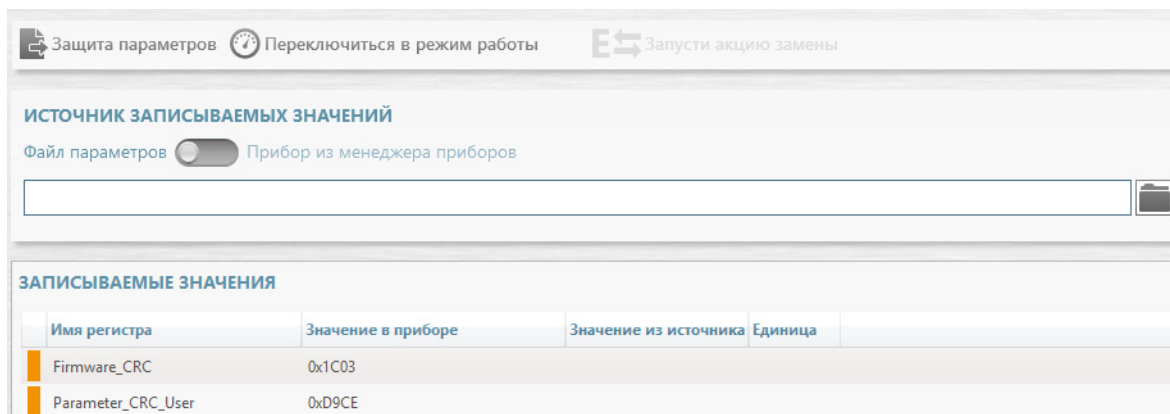 Защита параметров Переключиться в режим работы Запусти акцию замены
ИСТОЧНИК ЗАПИСЫВАЕМЫХ ЗНАЧЕНИЙ
Файл параметров Прибор из менеджера приборов
ЗАПИСЫВАЕМЫЕ ЗНАЧЕНИЯ
Имя регистра Значение в приборе Значение из источника Единица
Firmware_CRC 0x1C03
Parameter_CRC_User 0xD9CE